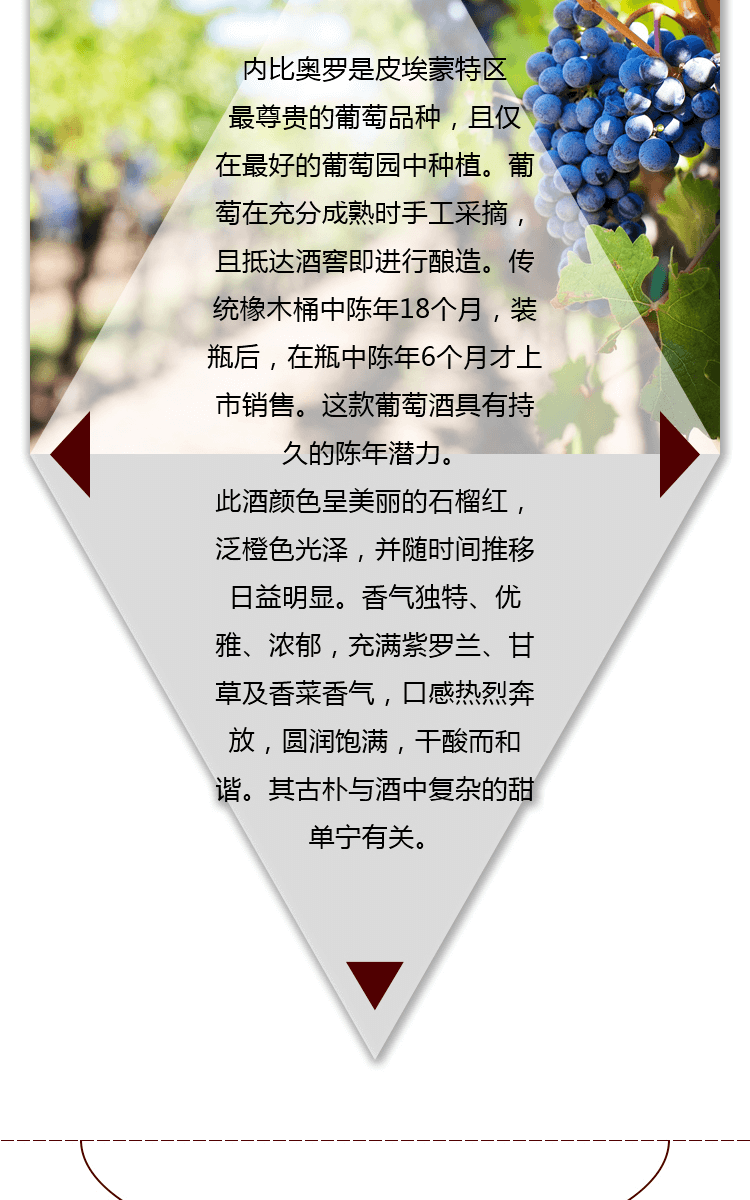 内比奥罗是皮埃蒙特区
最尊贵的葡萄品种，且仅
在最好的葡萄园中种植。葡
萄在充分成熟时手工采摘，
且抵达酒窖即进行酿造。传
统橡木桶中陈年18个月，装
瓶后，在瓶中陈年6个月才上
市销售。这款葡萄酒具有持
久的陈年潜力。
此酒颜色呈美丽的石榴红，
泛橙色光泽，并随时间推移
日益明显。香气独特、优
雅、浓郁，充满紫罗兰、甘
草及香菜香气，口感热烈奔
放，圆润饱满，干酸而和
谐。其古朴与酒中复杂的甜
单宁有关。